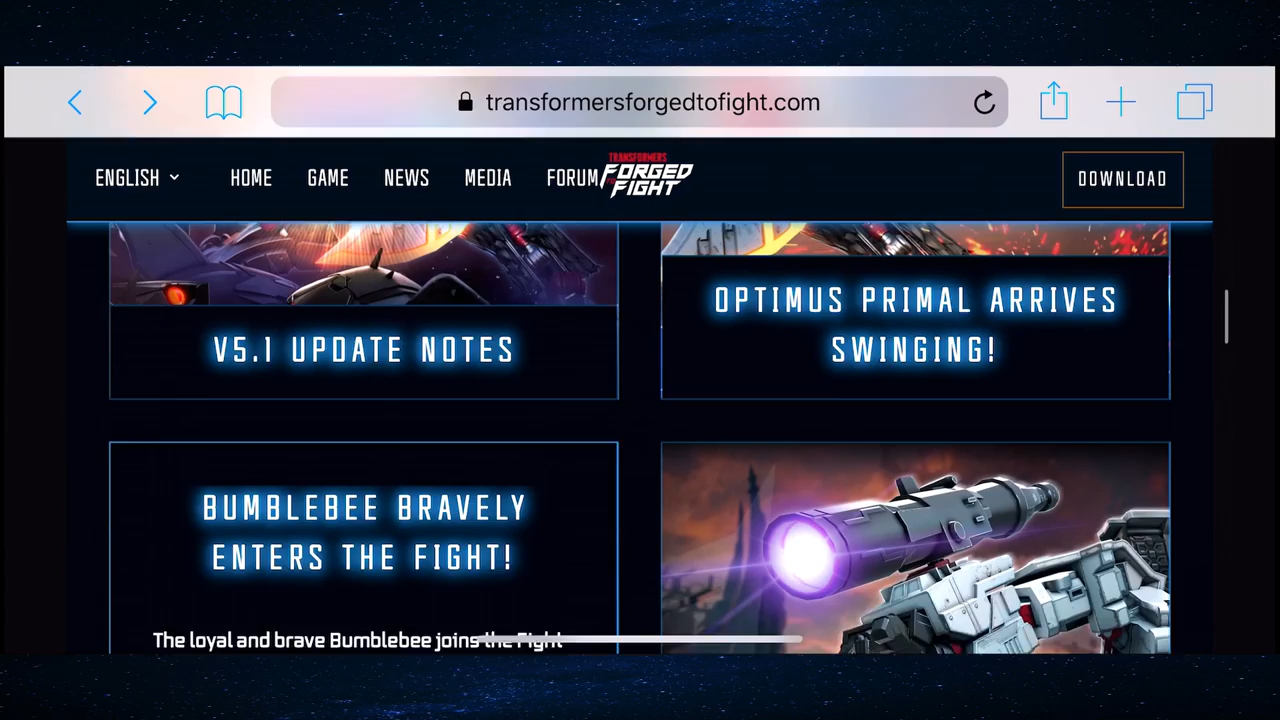 transformersforgedtofight.com
ENGLISH HOME GAME NEWS MEDIA FORUM
TRANSFORMERS
FORGED
TO
FIGHT
DOWNLOAD
V5.1 UPDATE NOTES
OPTIMUS PRIMAL ARRIVES
SWINGING!
BUMBLEBEE BRAVELY
ENTERS THE FIGHT!
The loyal and brave Bumblebee joins the Fight